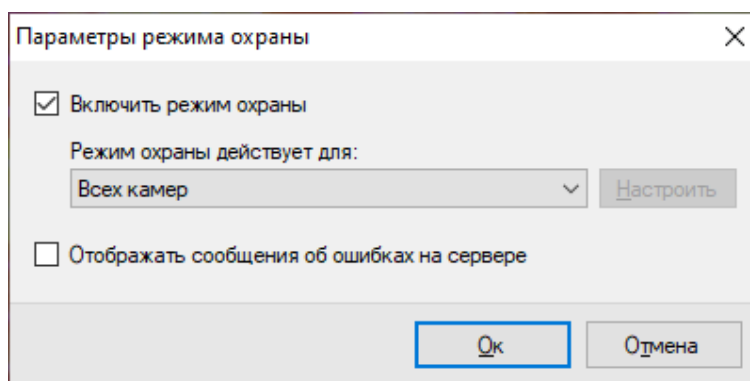 Параметры режима охраны
Включить режим охраны
Режим охраны действует для:
Всех камер
Настроить
Отображать сообщения об ошибках на сервере
Ок
Отмена